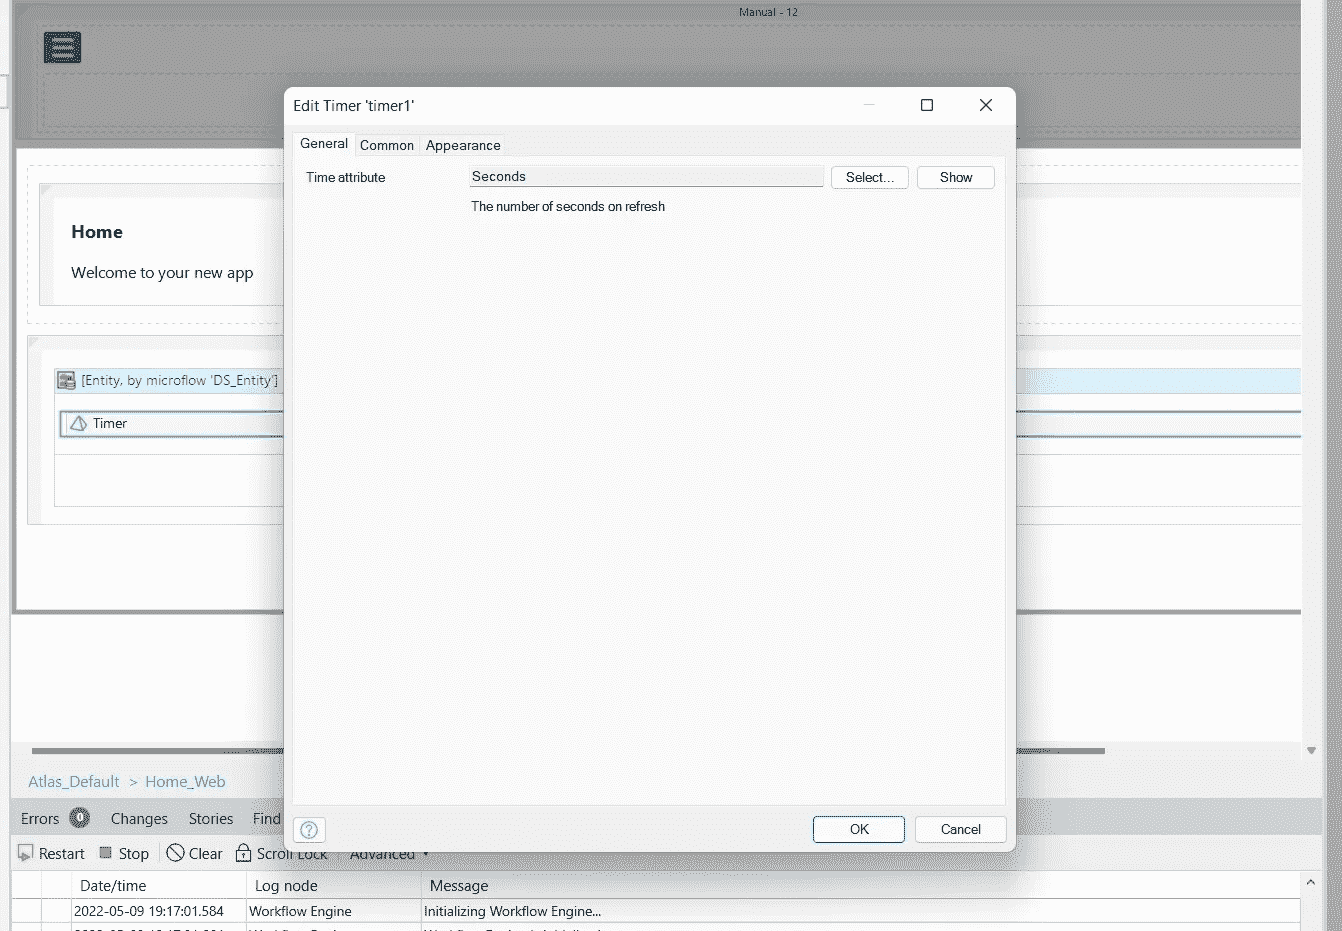 Manual - 12
Edit Timer 'timer1'
General Common Appearance
Time attribute Seconds Select... Show
The number of seconds on refresh
Home
Welcome to your new app
[Entity, by microflow 'DS_Entity']
Timer
Atlas_Default > Home_Web
Errors 0 Changes Stories Find
OK Cancel
Restart Stop Clear Scroll Lock Advanced
Date/time Log node Message
2022-05-09 19:17:01.584 Workflow Engine Initializing Workflow Engine...